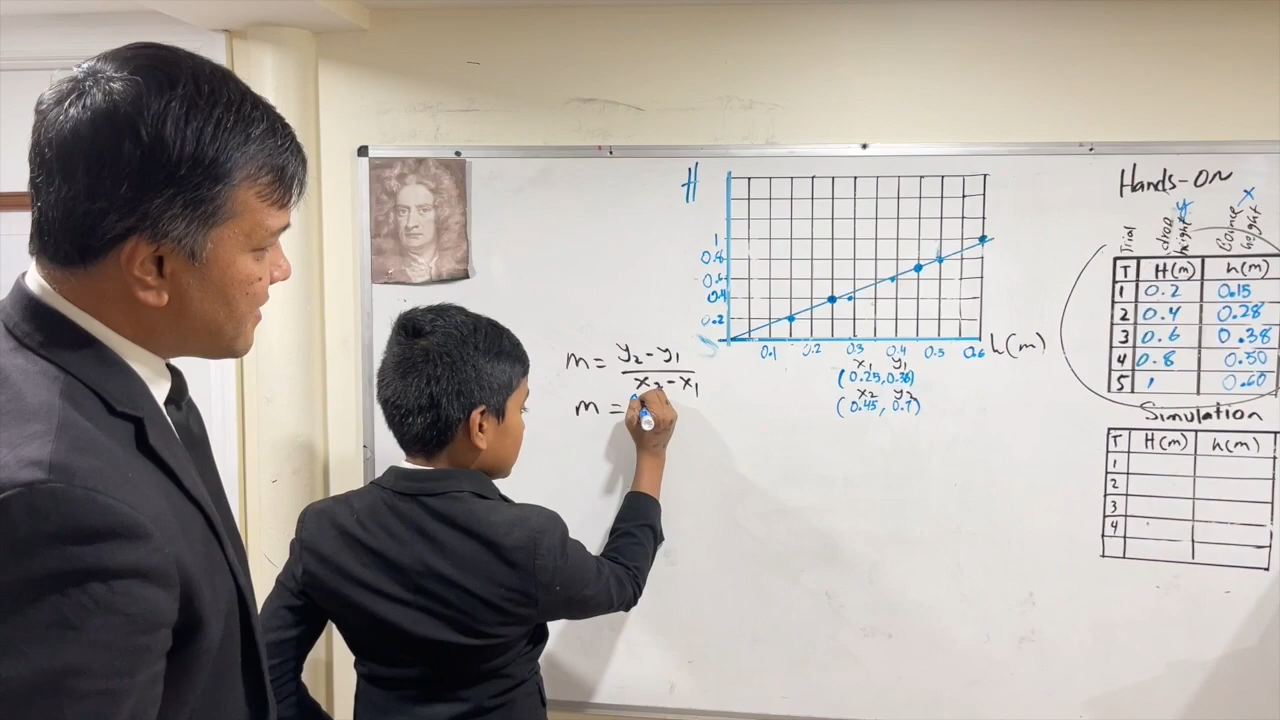 H
1
0.8
0.6
0.4
0.2
0.1 0.2 0.3 0.4 0.5 0.6 h(m)
x₁ y₁
(0.25, 0.36)
x₂ y₂
(0.45, 0.7)
m = y₂-y₁
x₂-x₁
m =
Hands-ON
y x
Trial drop height Bounce height
T H(m) h(m)
1 0.2 0.15
2 0.4 0.28
3 0.6 0.38
4 0.8 0.50
5 1 0.60
Simulation
T H(m) h(m)
1
2
3
4